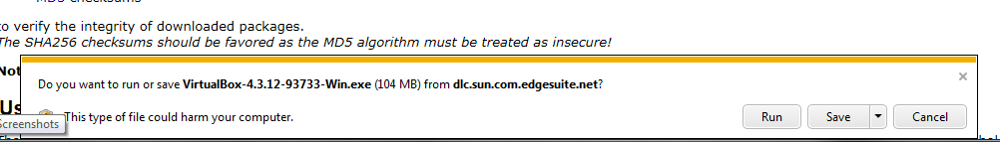 MD5 checksums
to verify the integrity of downloaded packages.
The SHA256 checksums should be favored as the MD5 algorithm must be treated as insecure!
Not
Do you want to run or save VirtualBox-4.3.12-93733-Win.exe (104 MB) from dlc.sun.com.edgesuite.net?
×
Us
This type of file could harm your computer.
Run
Save
Cancel
Screenshots